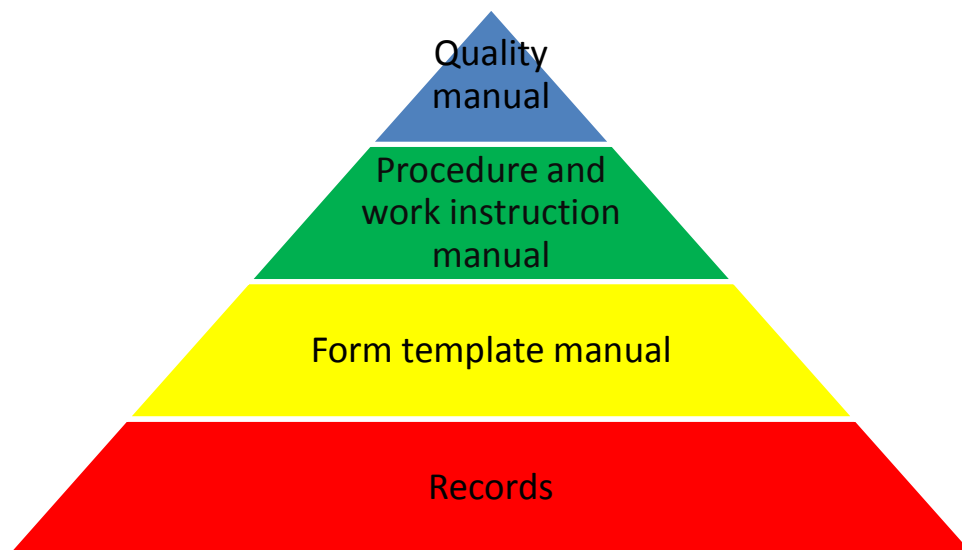 Quality
manual
Procedure and
work instruction
manual
Form template manual
Records